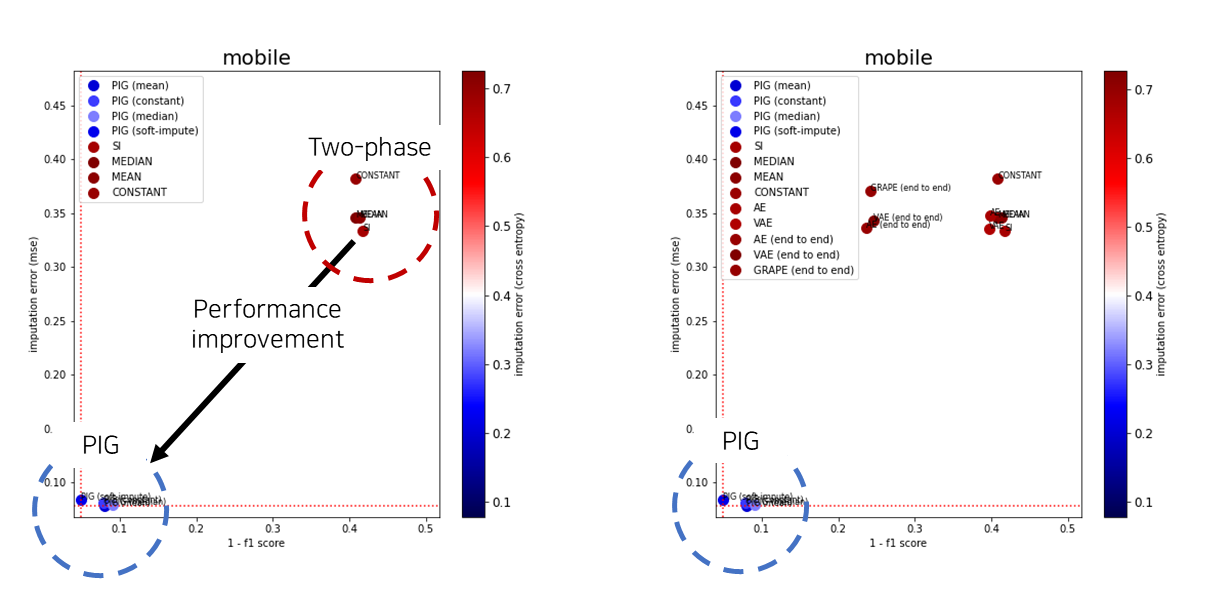 mobile
PIG (mean)
PIG (constant)
PIG (median)
PIG (soft-impute)
SI
MEDIAN
MEAN
CONSTANT
Two-phase
CONSTANT
SI
Performance
improvement
PIG
PIG (soft-impute)
0.45
0.40
0.35
0.30
0.25
0.20
0.
0.10
imputation error (mse)
0.1
0.2
0.3
0.4
0.5
1 - f1 score
0.7
0.6
0.5
0.4
0.3
0.2
0.1
imputation error (cross entropy)
mobile
PIG (mean)
PIG (constant)
PIG (median)
PIG (soft-impute)
SI
MEDIAN
MEAN
CONSTANT
AE
VAE
AE (end to end)
VAE (end to end)
GRAPE (end to end)
CONSTANT
GRAPE (end to end)
VAE (end to end)
(end to end)
SI
PIG
PIG (soft-impute)
0.45
0.40
0.35
0.30
0.25
0.20
0.
0.10
imputation error (mse)
0.1
0.2
0.3
0.4
0.5
1 - f1 score
0.7
0.6
0.5
0.4
0.3
0.2
0.1
imputation error (cross entropy)